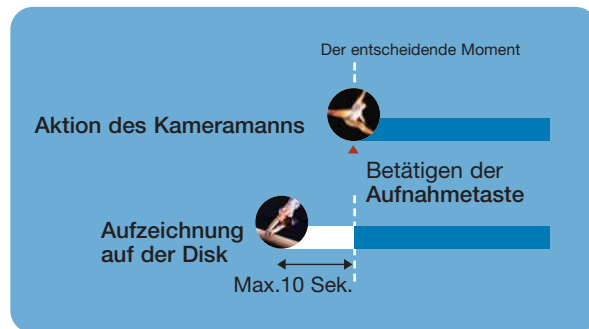 Der entscheidende Moment
Aktion des Kameramanns
Betätigen der
Aufnahmetaste
Aufzeichnung
auf der Disk
Max.10 Sek.